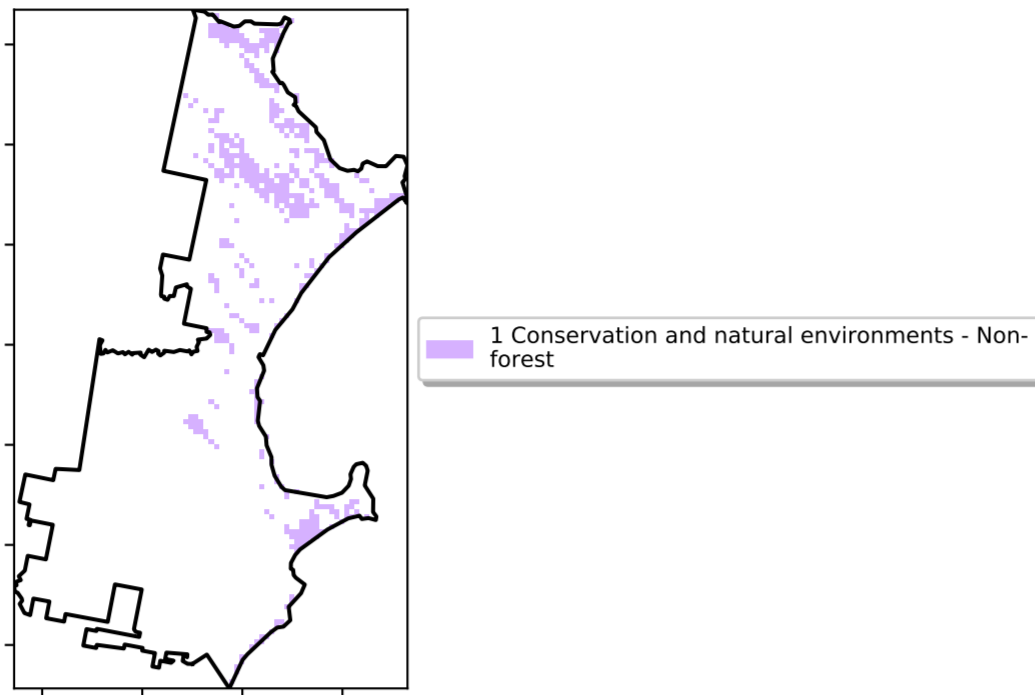 1 Conservation and natural environments - Non-
forest